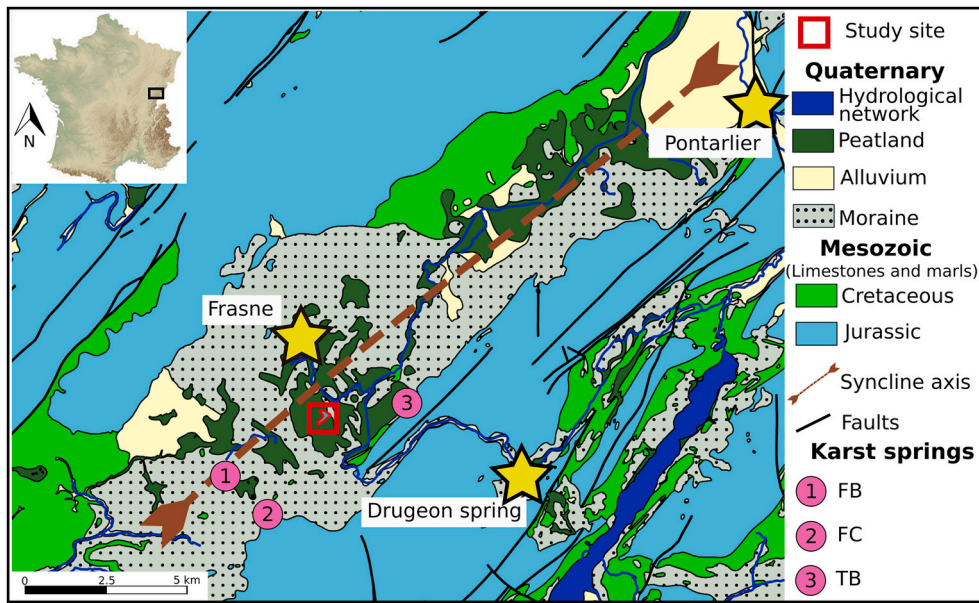 N
Frasne
Pontarlier
Drugeon spring
1
2
3
0 2.5 5 km
Study site
Quaternary
Hydrological
network
Peatland
Alluvium
Moraine
Mesozoic
(Limestones and marls)
Cretaceous
Jurassic
Syncline axis
Faults
Karst springs
1 FB
2 FC
3 TB